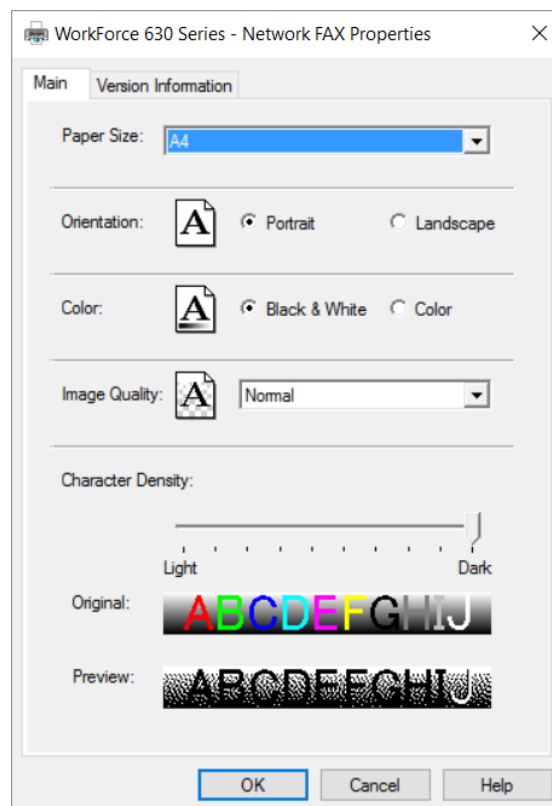 WorkForce 630 Series - Network FAX Properties
Main Version Information
Paper Size: A4
Orientation: A Portrait Landscape
Color: A Black & White Color
Image Quality: A Normal
Character Density:
Light Dark
Original: ABCDEFGHIJ
Preview: ABCDEFGHIJ
OK Cancel Help